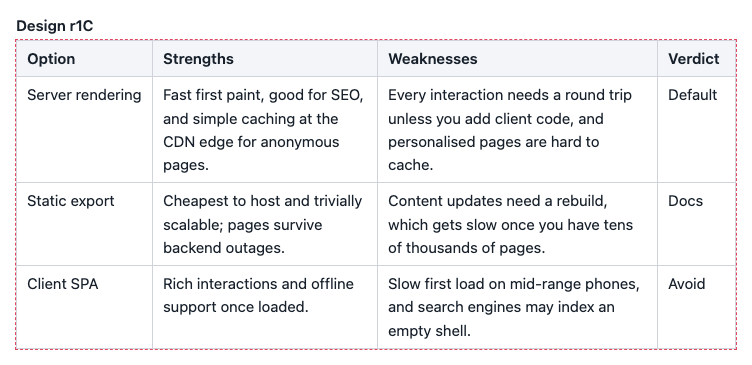 Design r1C
Option Strengths Weaknesses Verdict
Server rendering Fast first paint, good for SEO, Every interaction needs a round trip Default
and simple caching at the unless you add client code, and
CDN edge for anonymous personalised pages are hard to
pages. cache.
Static export Cheapest to host and trivially Content updates need a rebuild, Docs
scalable; pages survive which gets slow once you have tens
backend outages. of thousands of pages.
Client SPA Rich interactions and offline Slow first load on mid-range phones, Avoid
support once loaded. and search engines may index an
empty shell.